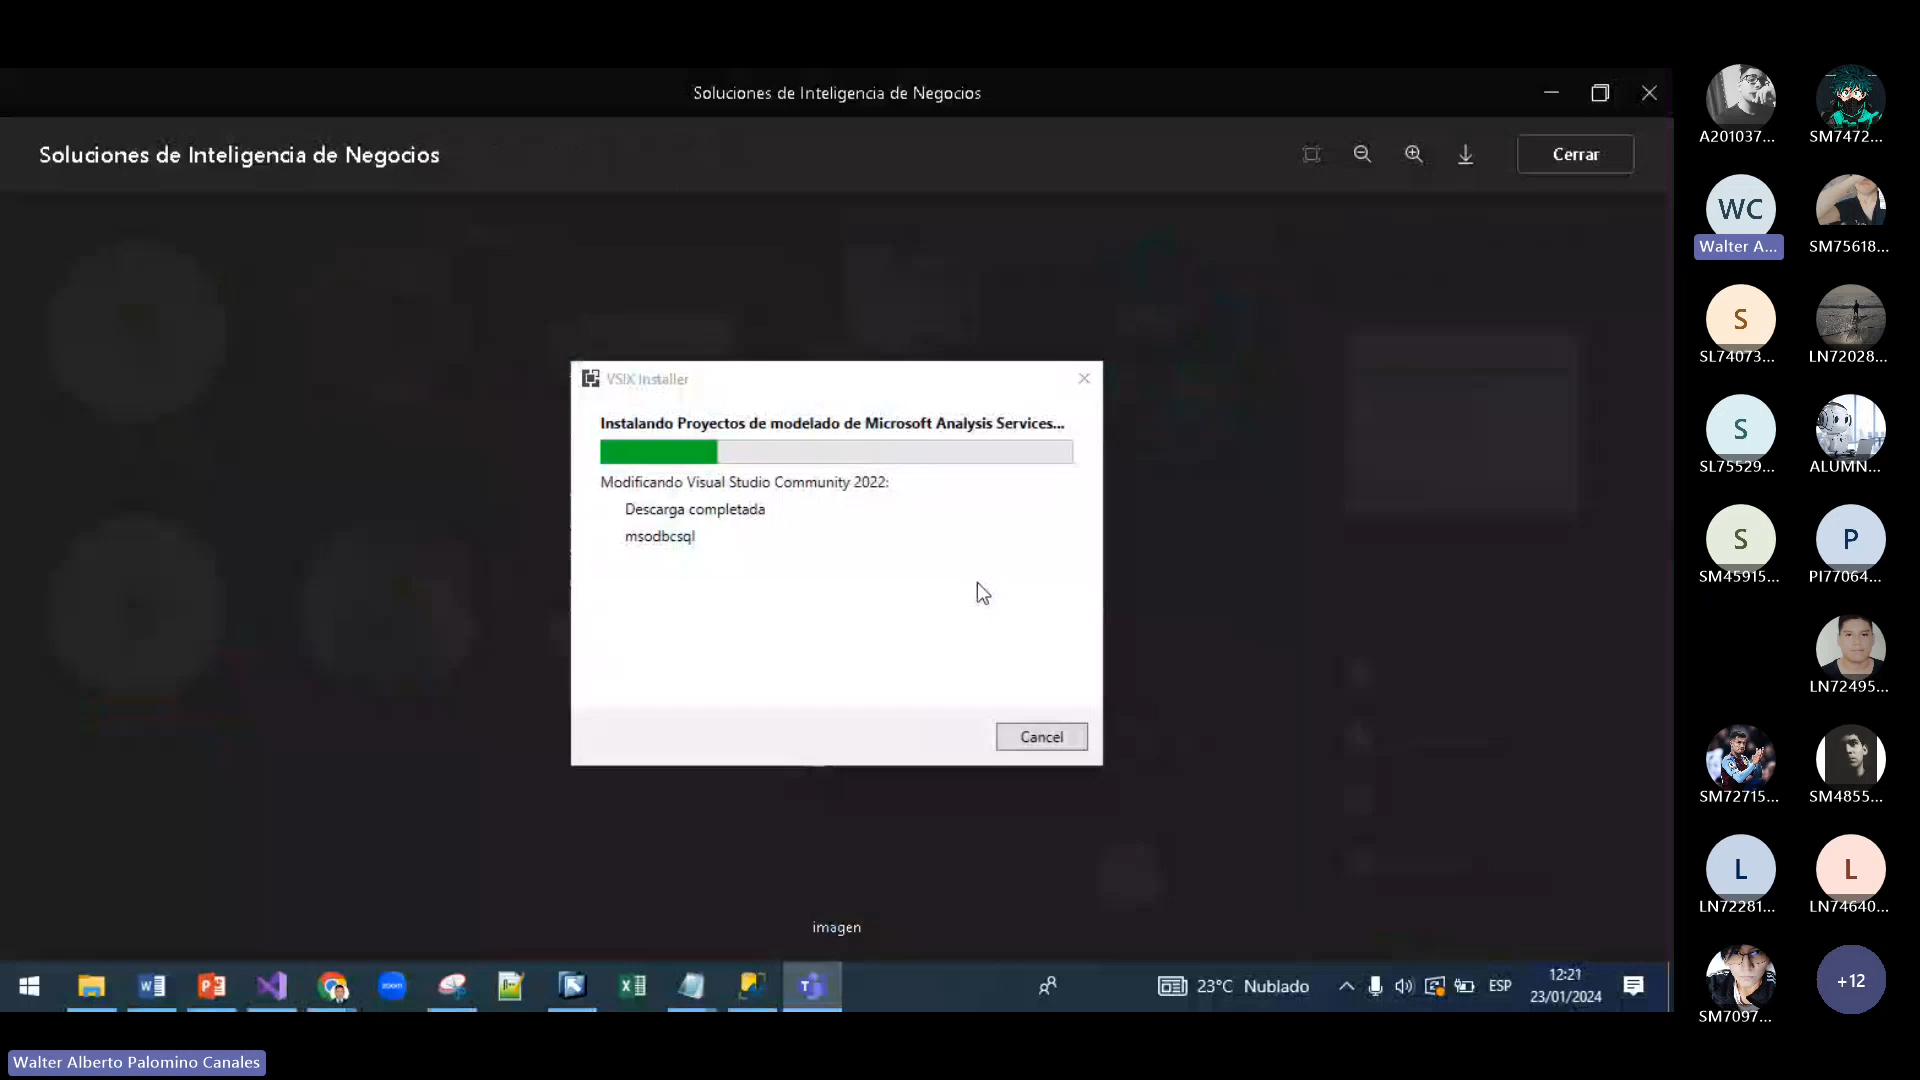 Soluciones de Inteligencia de Negocios
Soluciones de Inteligencia de Negocios
Cerrar
VSIX Installer
Instalando Proyectos de modelado de Microsoft Analysis Services...
Modificando Visual Studio Community 2022:
Descarga completada
msodbcsql
Cancel
imagen
23°C Nublado
ESP
12:21
23/01/2024
Walter Alberto Palomino Canales
A201037...
SM7472...
WC
Walter A...
SM75618...
S
SL74073...
LN72028...
S
SL75529...
ALUMN...
S
SM45915...
P
PI77064...
LN72495...
SM72715...
SM4855...
L
LN72281...
L
LN74640...
SM7097...
+12